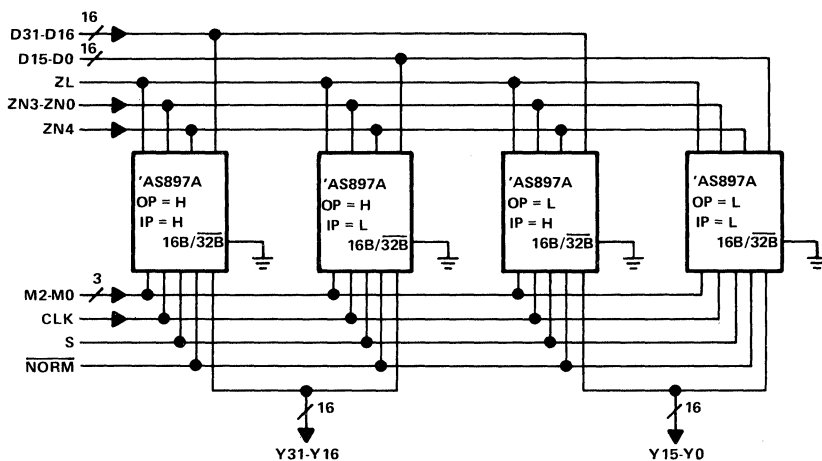 16
D31-D16
16
D15-D0
ZL
ZN3-ZN0
ZN4
'AS897A
OP = H
IP = H
16B/32B
'AS897A
OP = H
IP = L
16B/32B
'AS897A
OP = L
IP = H
16B/32B
'AS897A
OP = L
IP = L
16B/32B
3
M2-M0
CLK
S
NORM
16
Y31-Y16
16
Y15-Y0